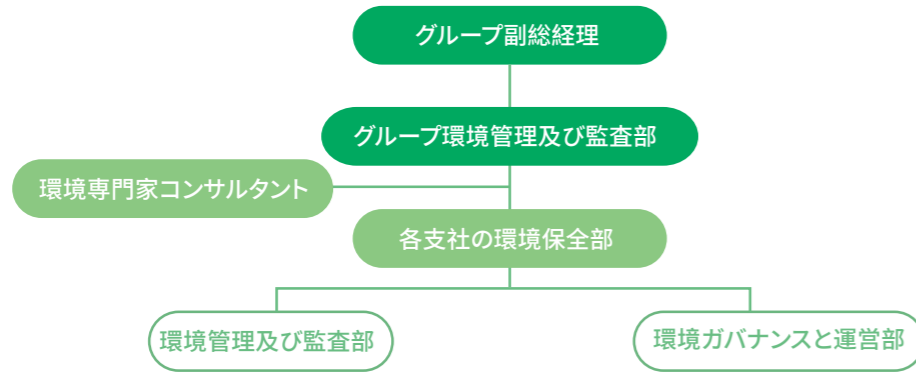 グループ副総経理
グループ環境管理及び監査部
環境専門家コンサルタント
各支社の環境保全部
環境管理及び監査部
環境ガバナンスと運営部